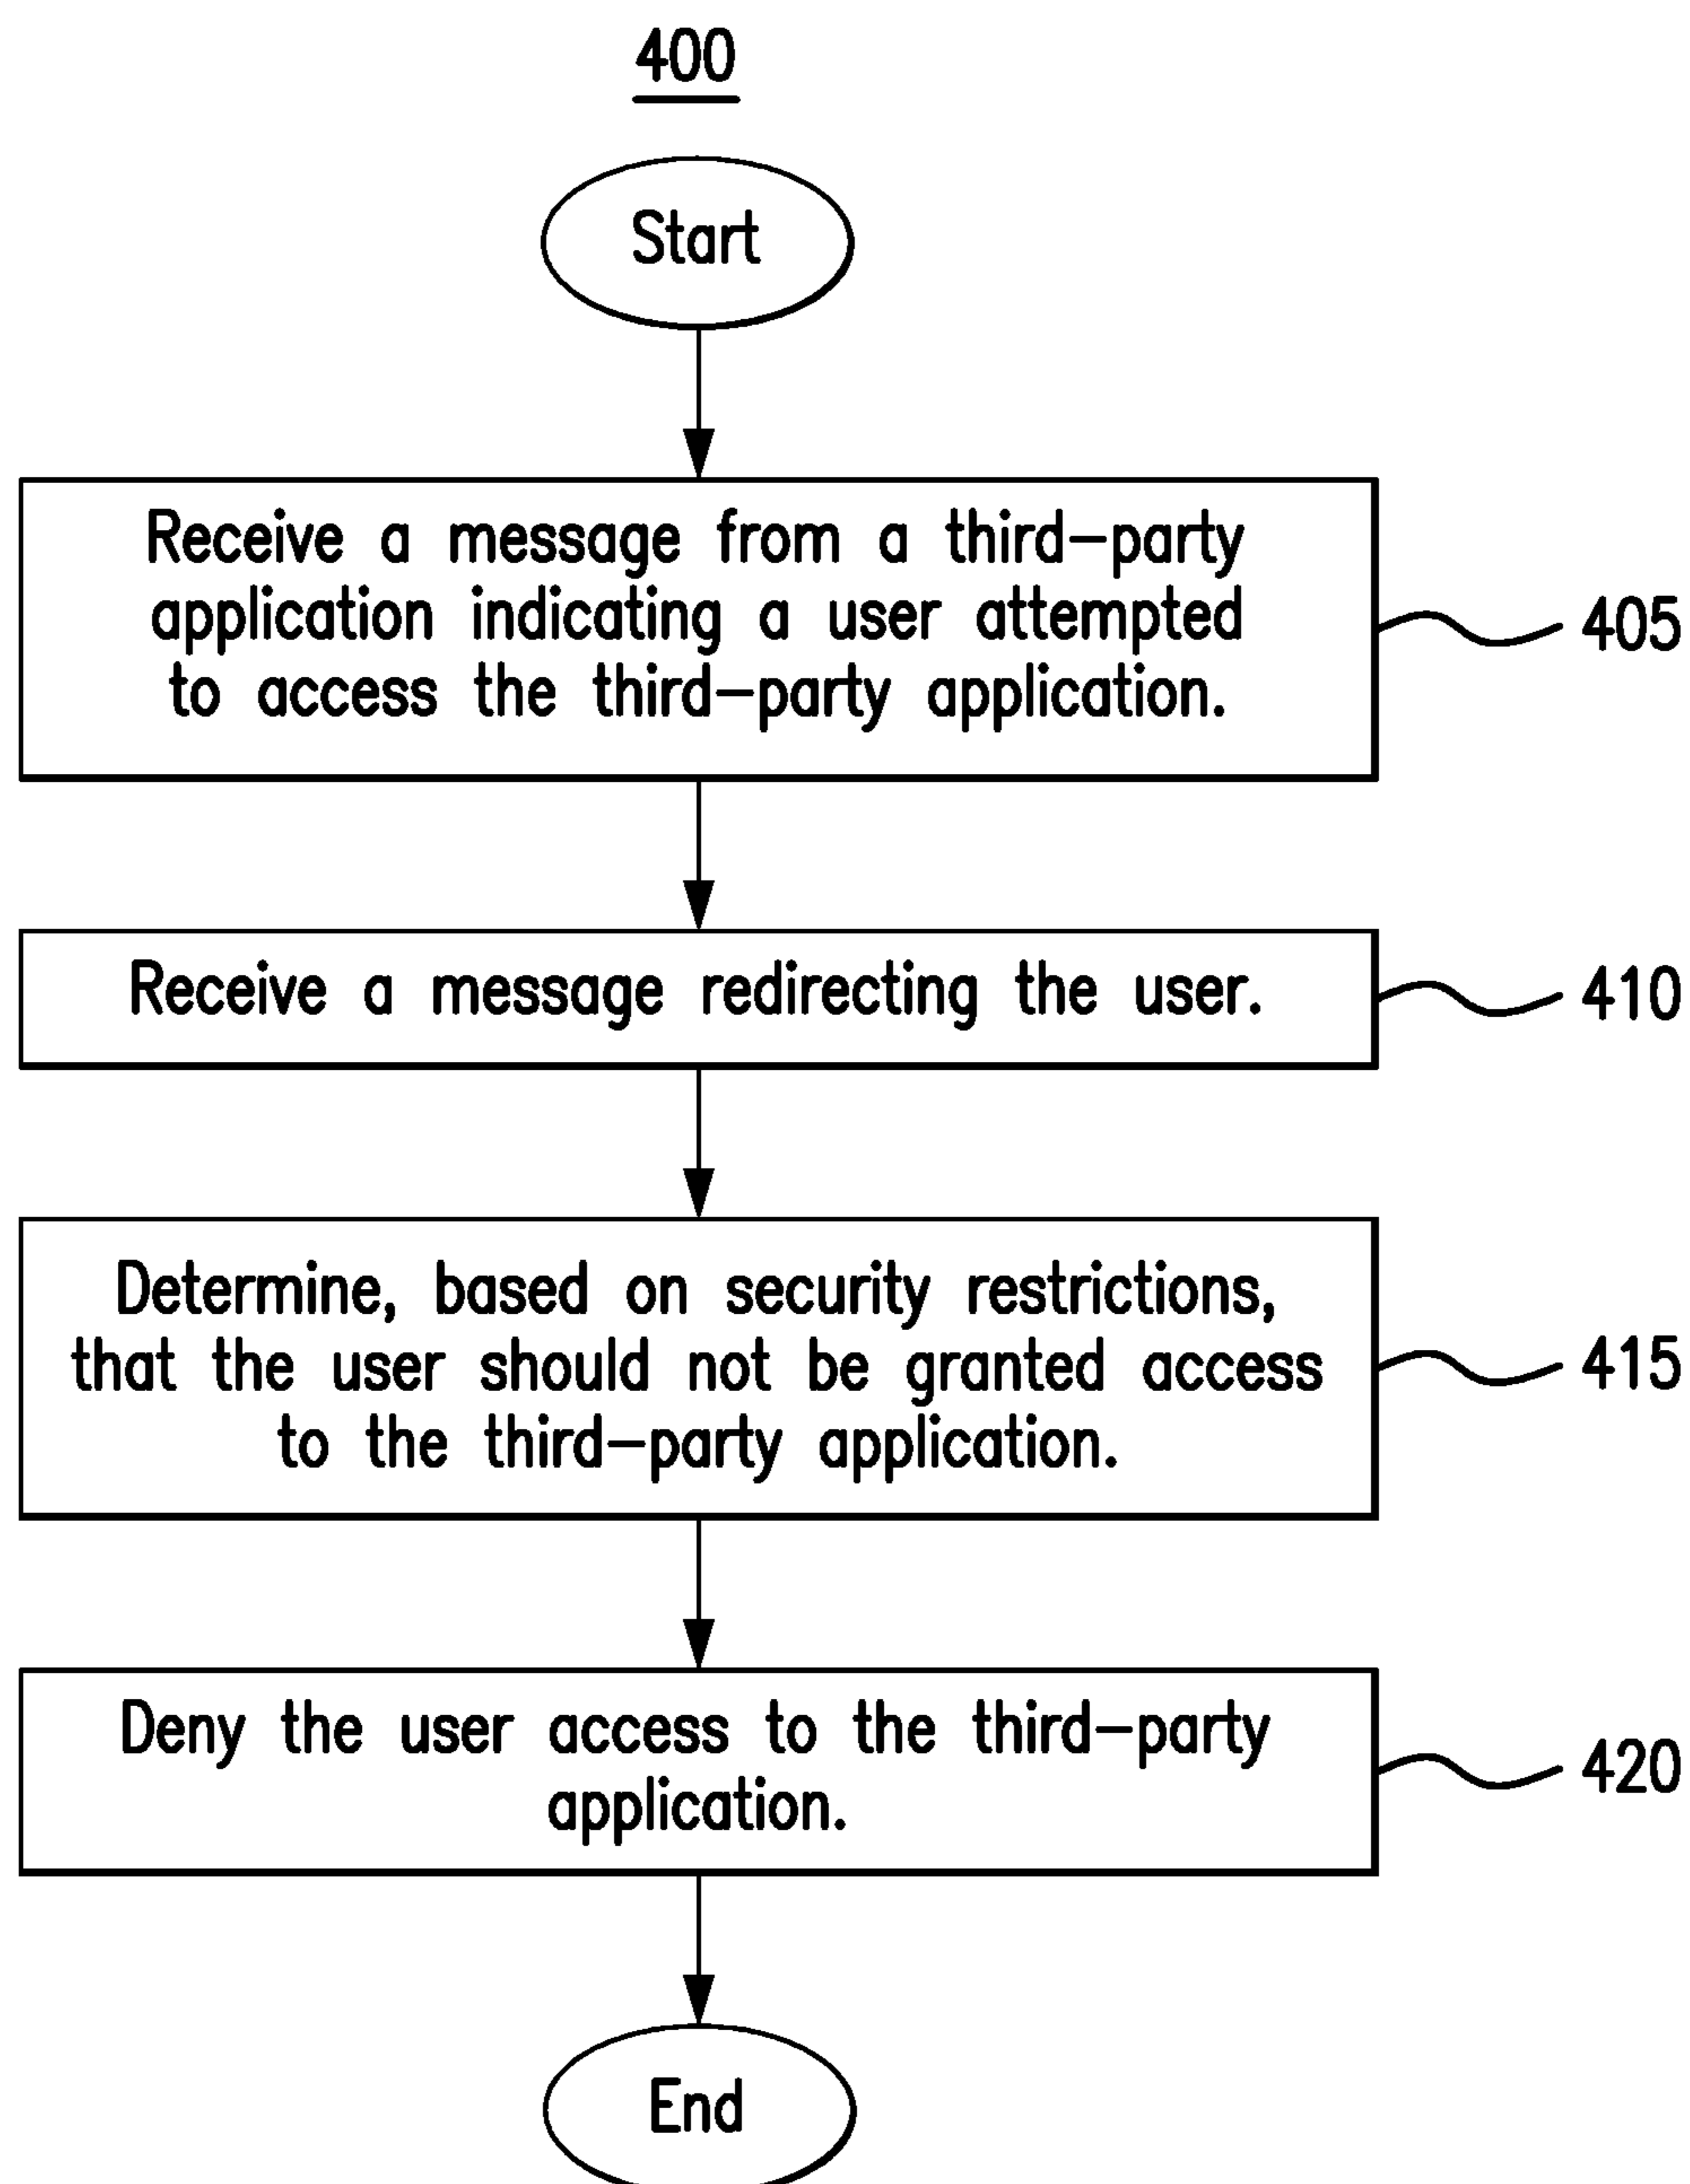 400
Start
Receive a message from a third-party
application indicating a user attempted
to access the third-party application.
405
Receive a message redirecting the user.
410
Determine, based on security restrictions,
that the user should not be granted access
to the third-party application.
415
Deny the user access to the third-party
application.
420
End